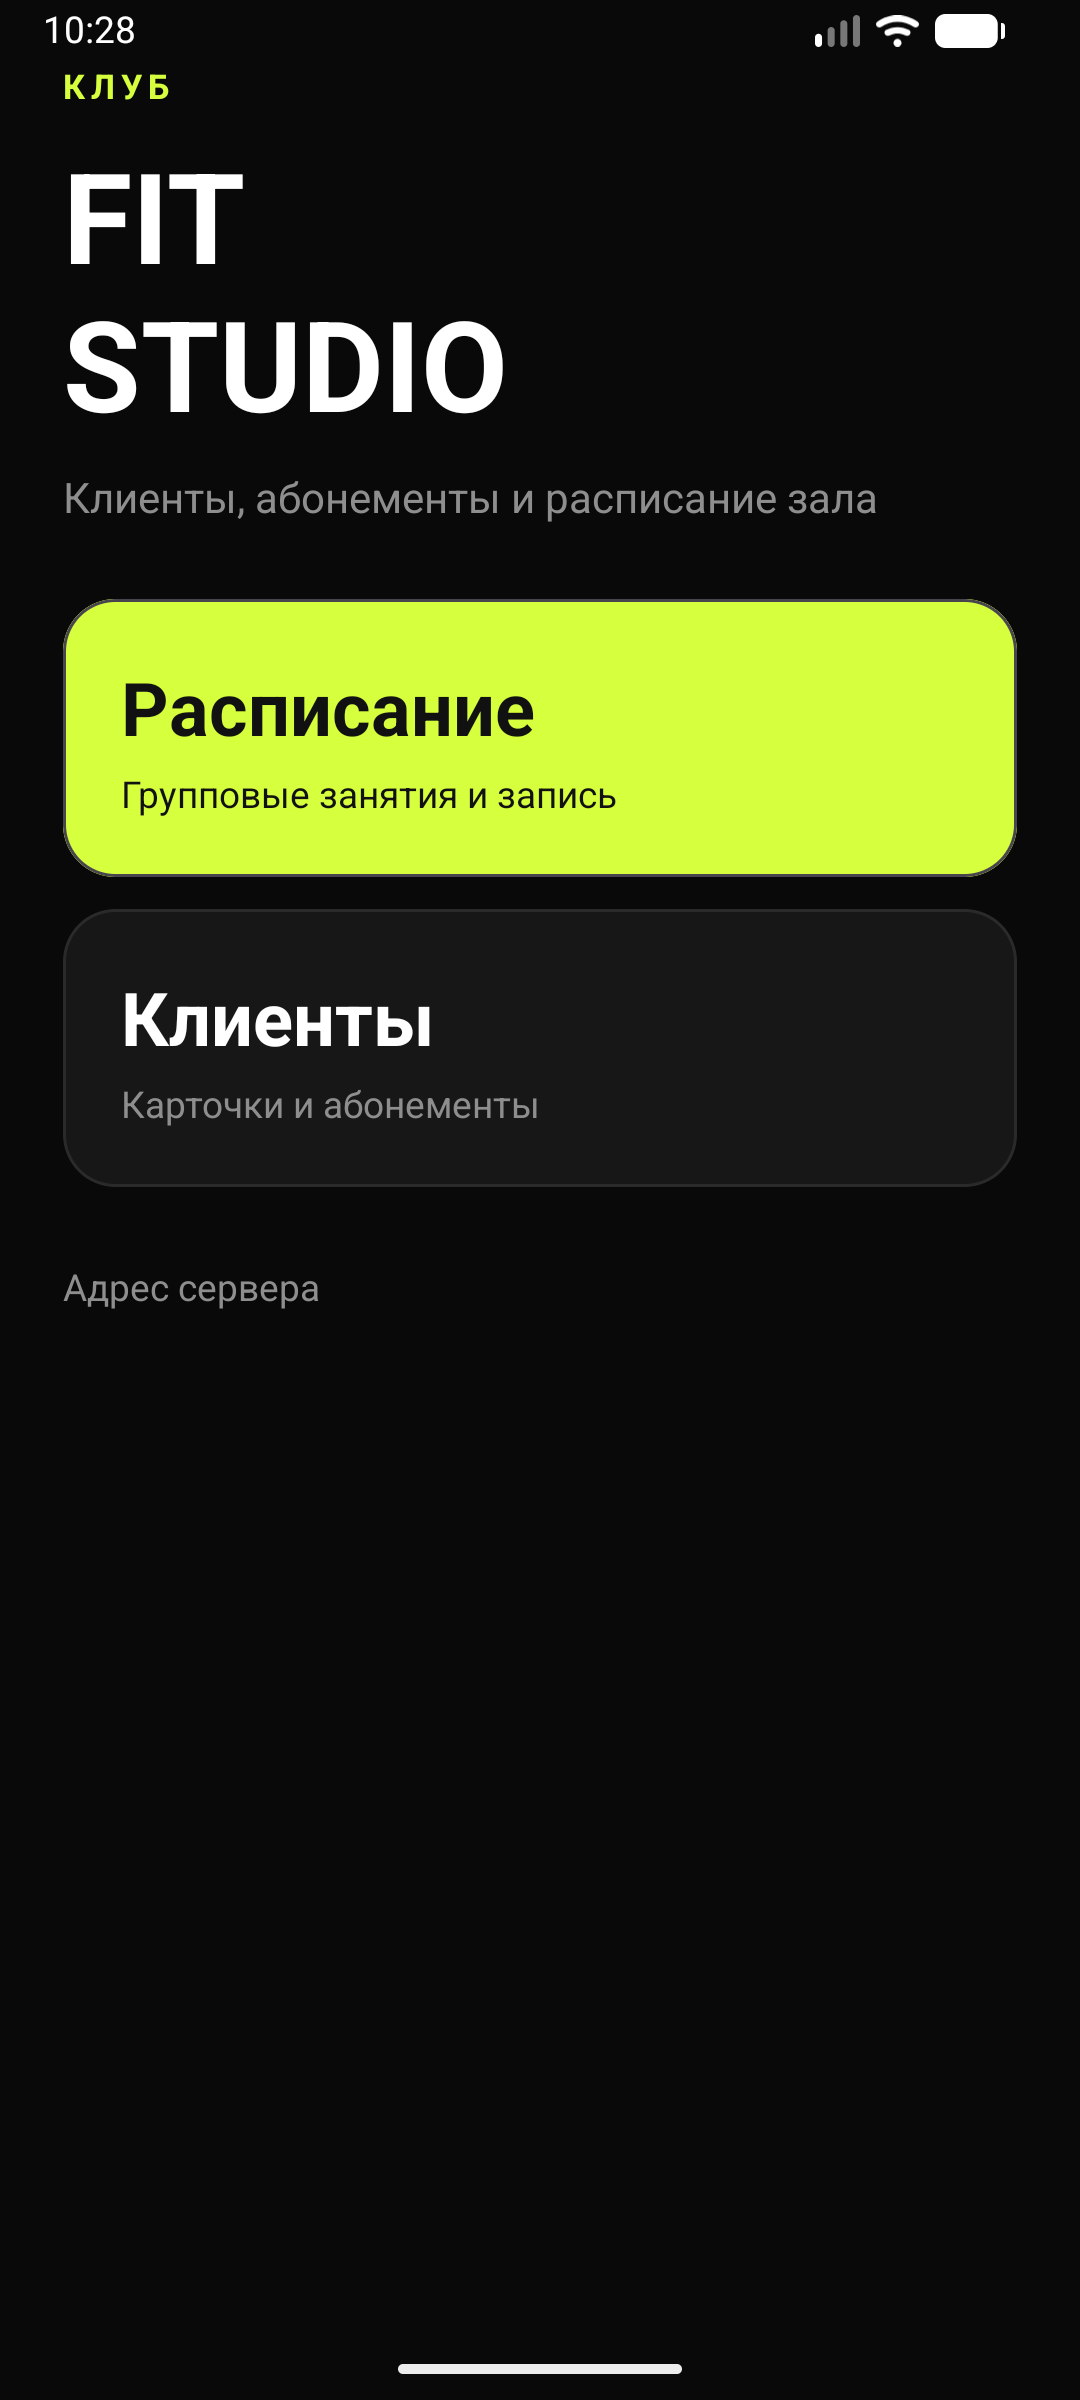 10:28
КЛУБ
FIT
STUDIO
Клиенты, абонементы и расписание зала
Расписание
Групповые занятия и запись
Клиенты
Карточки и абонементы
Адрес сервера